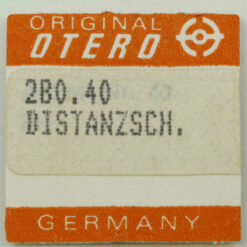 ORIGINAL
OTERO
2B0.40
DISTANZSCH.
GERMANY